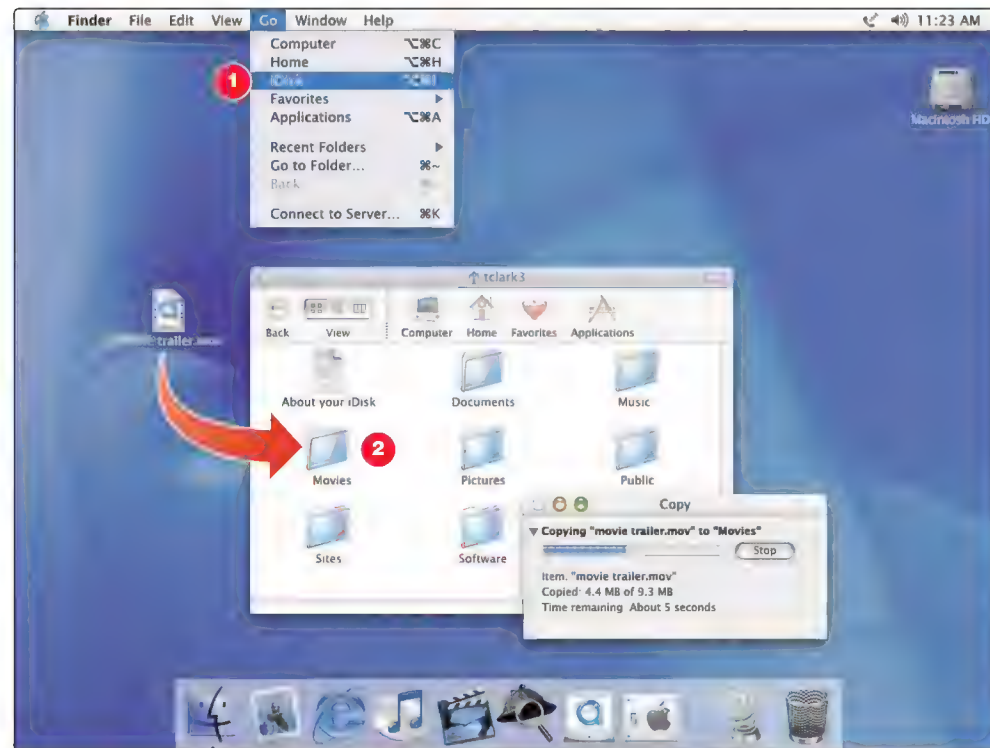 Finder File Edit View Go Window Help 11:23 AM
Computer ⌥⌘C
Home ⌥⌘H
1
iDisk ⌥⌘I
Favorites
Applications ⌥⌘A
Recent Folders
Go to Folder... ⌘~
Back
Connect to Server... ⌘K
Macintosh HD
trailer.mov
tclark3
Back View Computer Home Favorites Applications
About your iDisk Documents Music
2
Movies Pictures Public
Sites Software
Copy
Copying "movie trailer.mov" to "Movies"
Stop
Item. "movie trailer.mov"
Copied: 4.4 MB of 9.3 MB
Time remaining About 5 seconds